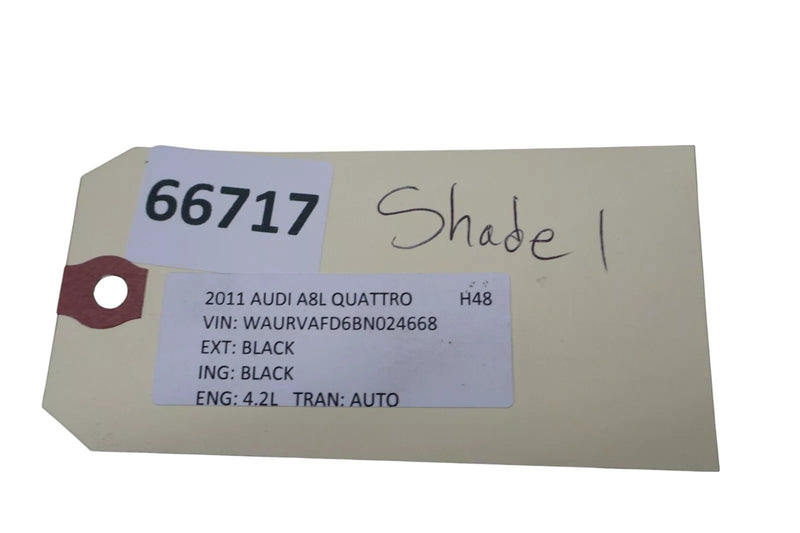 66717
Shade 1
2011 AUDI A8L QUATTRO H48
VIN: WAURVAFD6BN024668
EXT: BLACK
ING: BLACK
ENG: 4.2L TRAN: AUTO